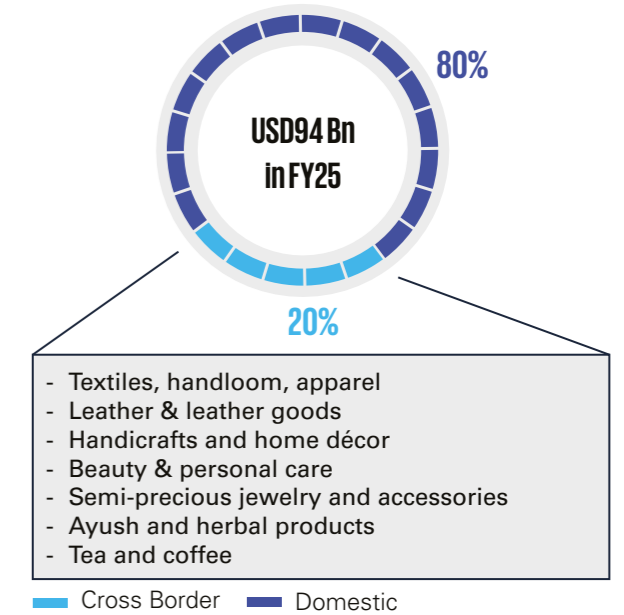 80%
USD94 Bn
in FY25
20%
- Textiles, handloom, apparel
- Leather & leather goods
- Handicrafts and home décor
- Beauty & personal care
- Semi-precious jewelry and accessories
- Ayush and herbal products
- Tea and coffee
Cross Border Domestic